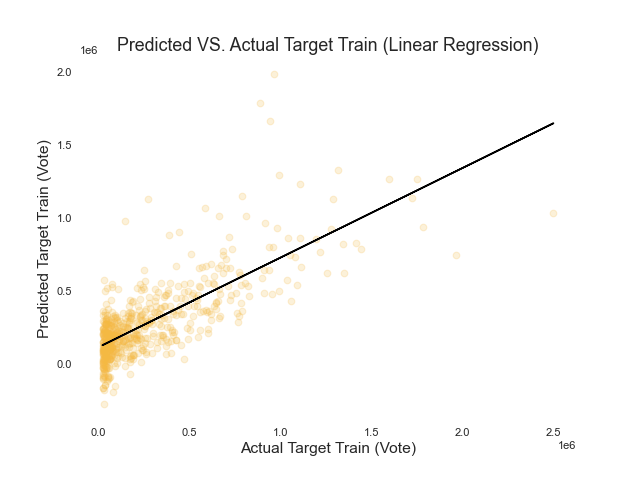 Predicted VS. Actual Target Train (Linear Regression)
1e6
2.0
1.5
1.0
0.5
0.0
Predicted Target Train (Vote)
0.0 0.5 1.0 1.5 2.0 2.5
1e6
Actual Target Train (Vote)